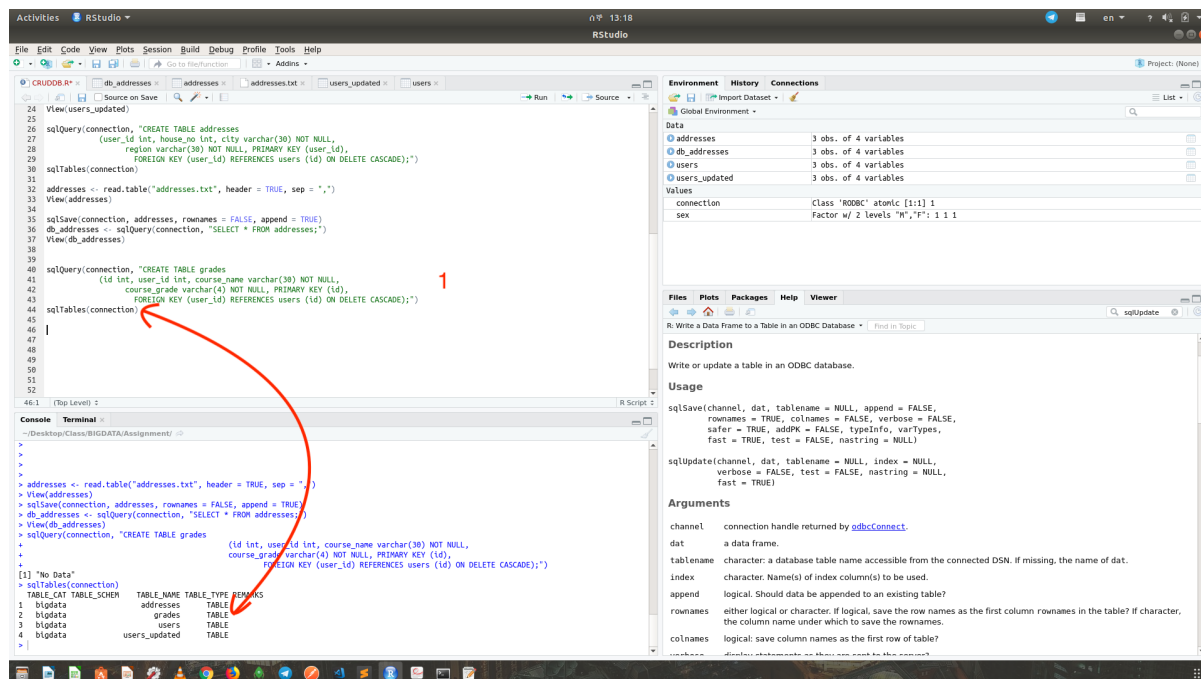 Activities RStudio
13:18
en
RStudio
File Edit Code View Plots Session Build Debug Profile Tools Help
Go to file/function
Addins
Project: (None)
CRUDDB.R* db_addresses addresses addresses.txt users_updated users
Source on Save
Run
Source
24 View(users_updated)
25
26 sqlQuery(connection, "CREATE TABLE addresses
27 (user_id int, house_no int, city varchar(30) NOT NULL,
28 region varchar(30) NOT NULL, PRIMARY KEY (user_id),
29 FOREIGN KEY (user_id) REFERENCES users (id) ON DELETE CASCADE);")
30 sqlTables(connection)
31
32 addresses <- read.table("addresses.txt", header = TRUE, sep = ",")
33 View(addresses)
34
35 sqlSave(connection, addresses, rownames = FALSE, append = TRUE)
36 db_addresses <- sqlQuery(connection, "SELECT * FROM addresses;")
37 View(db_addresses)
38
39
40 sqlQuery(connection, "CREATE TABLE grades
41 (id int, user_id int, course_name varchar(30) NOT NULL,
42 course_grade varchar(4) NOT NULL, PRIMARY KEY (id),
43 FOREIGN KEY (user_id) REFERENCES users (id) ON DELETE CASCADE);")
44 sqlTables(connection)
45
46
47
48
49
50
51
52
1
46:1 (Top Level) R Script
Console Terminal
~/Desktop/Class/BIGDATA/Assignment/
>
>
>
>
> addresses <- read.table("addresses.txt", header = TRUE, sep = ",")
> View(addresses)
> sqlSave(connection, addresses, rownames = FALSE, append = TRUE)
> db_addresses <- sqlQuery(connection, "SELECT * FROM addresses;")
> View(db_addresses)
> sqlQuery(connection, "CREATE TABLE grades
+ (id int, user_id int, course_name varchar(30) NOT NULL,
+ course_grade varchar(4) NOT NULL, PRIMARY KEY (id),
+ FOREIGN KEY (user_id) REFERENCES users (id) ON DELETE CASCADE);")
[1] "No Data"
> sqlTables(connection)
TABLE_CAT TABLE_SCHEM TABLE_NAME TABLE_TYPE REMARKS
1 bigdata addresses TABLE
2 bigdata grades TABLE
3 bigdata users TABLE
4 bigdata users_updated TABLE
>
Environment History Connections
Import Dataset
List
Global Environment
Data
addresses 3 obs. of 4 variables
db_addresses 3 obs. of 4 variables
users 3 obs. of 4 variables
users_updated 3 obs. of 4 variables
Values
connection Class 'RODBC' atomic [1:1] 1
sex Factor w/ 2 levels "M","F": 1 1 1
Files Plots Packages Help Viewer
sqlUpdate
R: Write a Data Frame to a Table in an ODBC Database Find in Topic
Description
Write or update a table in an ODBC database.
Usage
sqlSave(channel, dat, tablename = NULL, append = FALSE,
rownames = TRUE, colnames = FALSE, verbose = FALSE,
safer = TRUE, addPK = FALSE, typeInfo, varTypes,
fast = TRUE, test = FALSE, nastring = NULL)
sqlUpdate(channel, dat, tablename = NULL, index = NULL,
verbose = FALSE, test = FALSE, nastring = NULL,
fast = TRUE)
Arguments
channel connection handle returned by odbcConnect.
dat a data frame.
tablename character: a database table name accessible from the connected DSN. If missing, the name of dat.
index character. Name(s) of index column(s) to be used.
append logical. Should data be appended to an existing table?
rownames either logical or character. If logical, save the row names as the first column rownames in the table? If character,
the column name under which to save the rownames.
colnames logical: save column names as the first row of table?
verbose display statements as they are sent to the server?